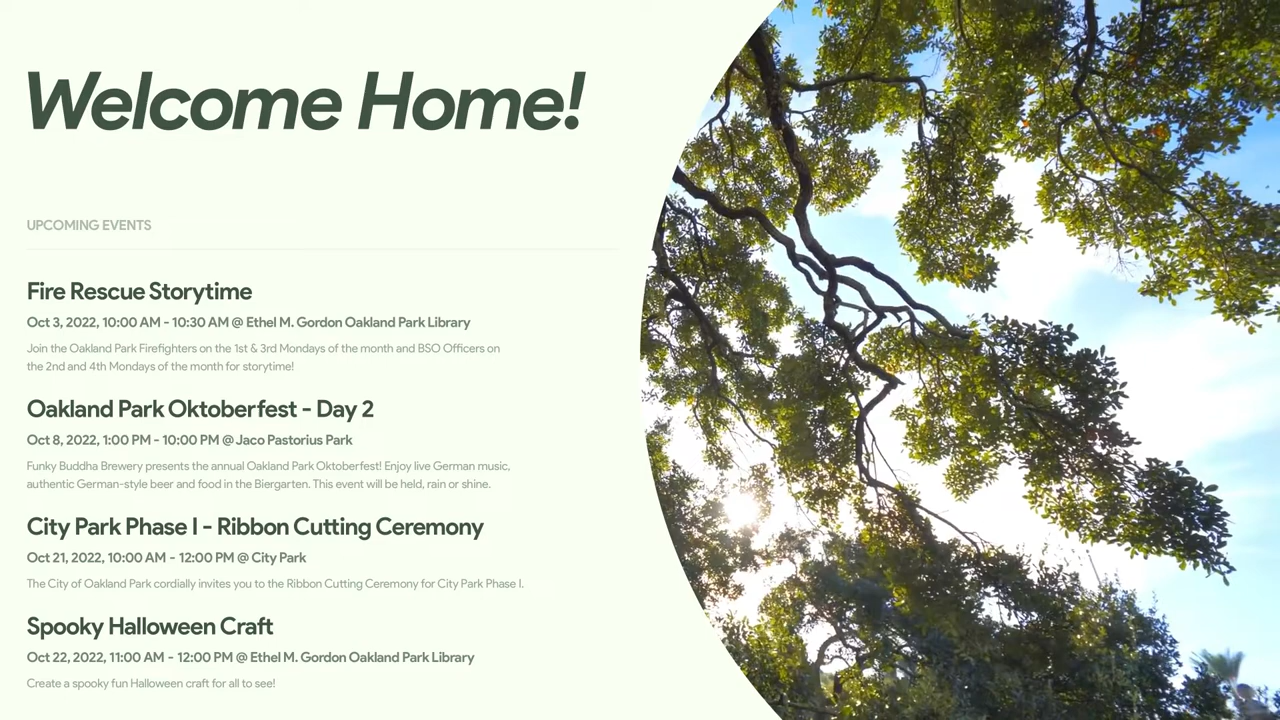 Welcome Home!
UPCOMING EVENTS
Fire Rescue Storytime
Oct 3, 2022, 10:00 AM - 10:30 AM @ Ethel M. Gordon Oakland Park Library
Join the Oakland Park Firefighters on the 1st & 3rd Mondays of the month and BSO Officers on
the 2nd and 4th Mondays of the month for storytime!
Oakland Park Oktoberfest - Day 2
Oct 8, 2022, 1:00 PM - 10:00 PM @ Jaco Pastorius Park
Funky Buddha Brewery presents the annual Oakland Park Oktoberfest! Enjoy live German music,
authentic German-style beer and food in the Biergarten. This event will be held, rain or shine.
City Park Phase I - Ribbon Cutting Ceremony
Oct 21, 2022, 10:00 AM - 12:00 PM @ City Park
The City of Oakland Park cordially invites you to the Ribbon Cutting Ceremony for City Park Phase I.
Spooky Halloween Craft
Oct 22, 2022, 11:00 AM - 12:00 PM @ Ethel M. Gordon Oakland Park Library
Create a spooky fun Halloween craft for all to see!